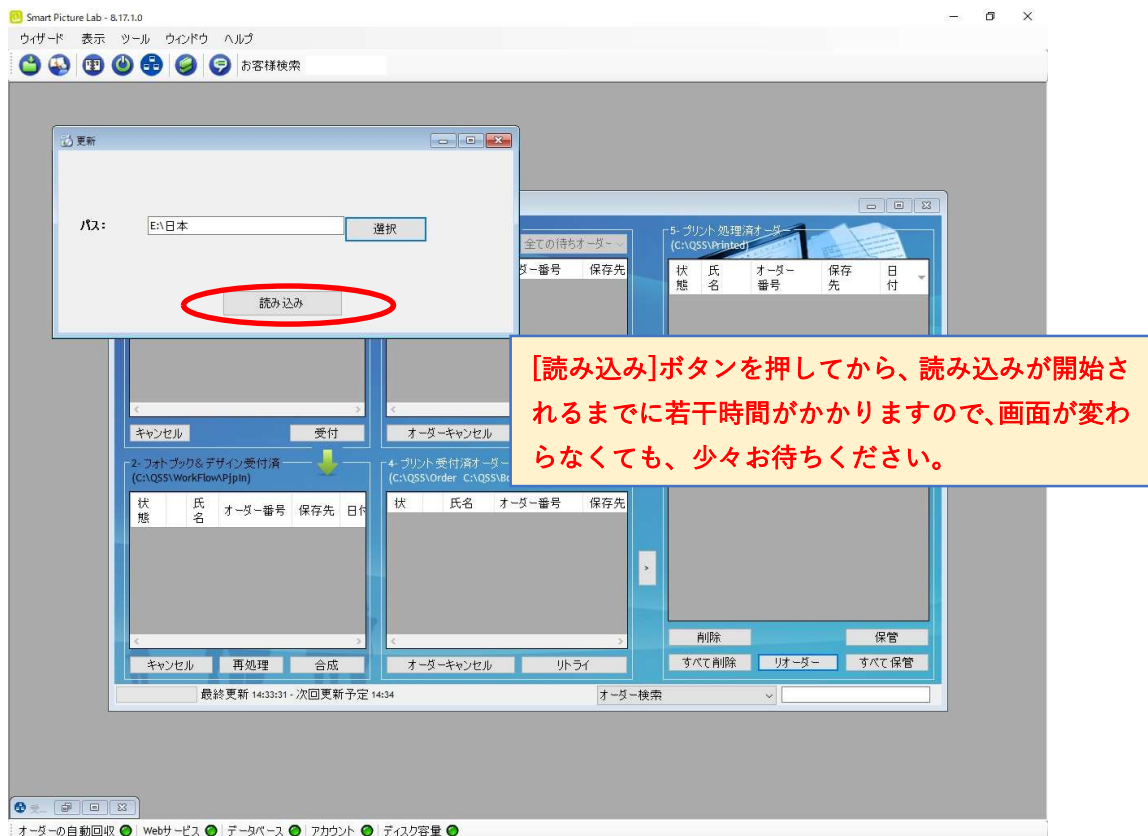 Smart Picture Lab - 8.17.1.0
ウィザード 表示 ツール ウィンドウ ヘルプ
お客様検索
更新
パス: E:\日本 選択
読み込み
全ての待ちオーダー
ダー番号 保存先
5- プリント処理済オーダー
(C:\QSS\Printed)
状態 氏名 オーダー番号 保存先 日付
[読み込み]ボタンを押してから、読み込みが開始さ
れるまでに若干時間がかかりますので、画面が変わ
らなくても、少々お待ちください。
キャンセル 受付
オーダーキャンセル
2- フォトブック&デザイン受付済
(C:\QSS\WorkFlow\PjpIn)
状態 氏名 オーダー番号 保存先 日付
4- プリント受付済オーダー
(C:\QSS\Order C:\QSS\Bo
状 氏名 オーダー番号 保存先
>
キャンセル 再処理 合成
オーダーキャンセル リトライ
削除 保管
すべて削除 リオーダー すべて保管
最終更新 14:33:31 - 次回更新予定 14:34
オーダー検索
受...
オーダーの自動回収 Webサービス データベース アカウント ディスク容量